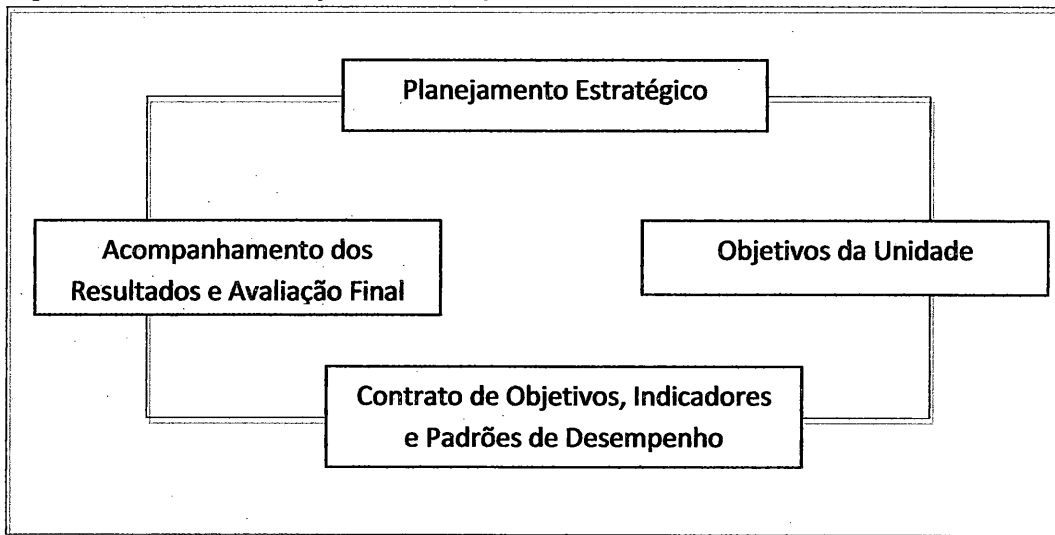 Planejamento Estratégico
Acompanhamento dos
Resultados e Avaliação Final
Objetivos da Unidade
Contrato de Objetivos, Indicadores
e Padrões de Desempenho